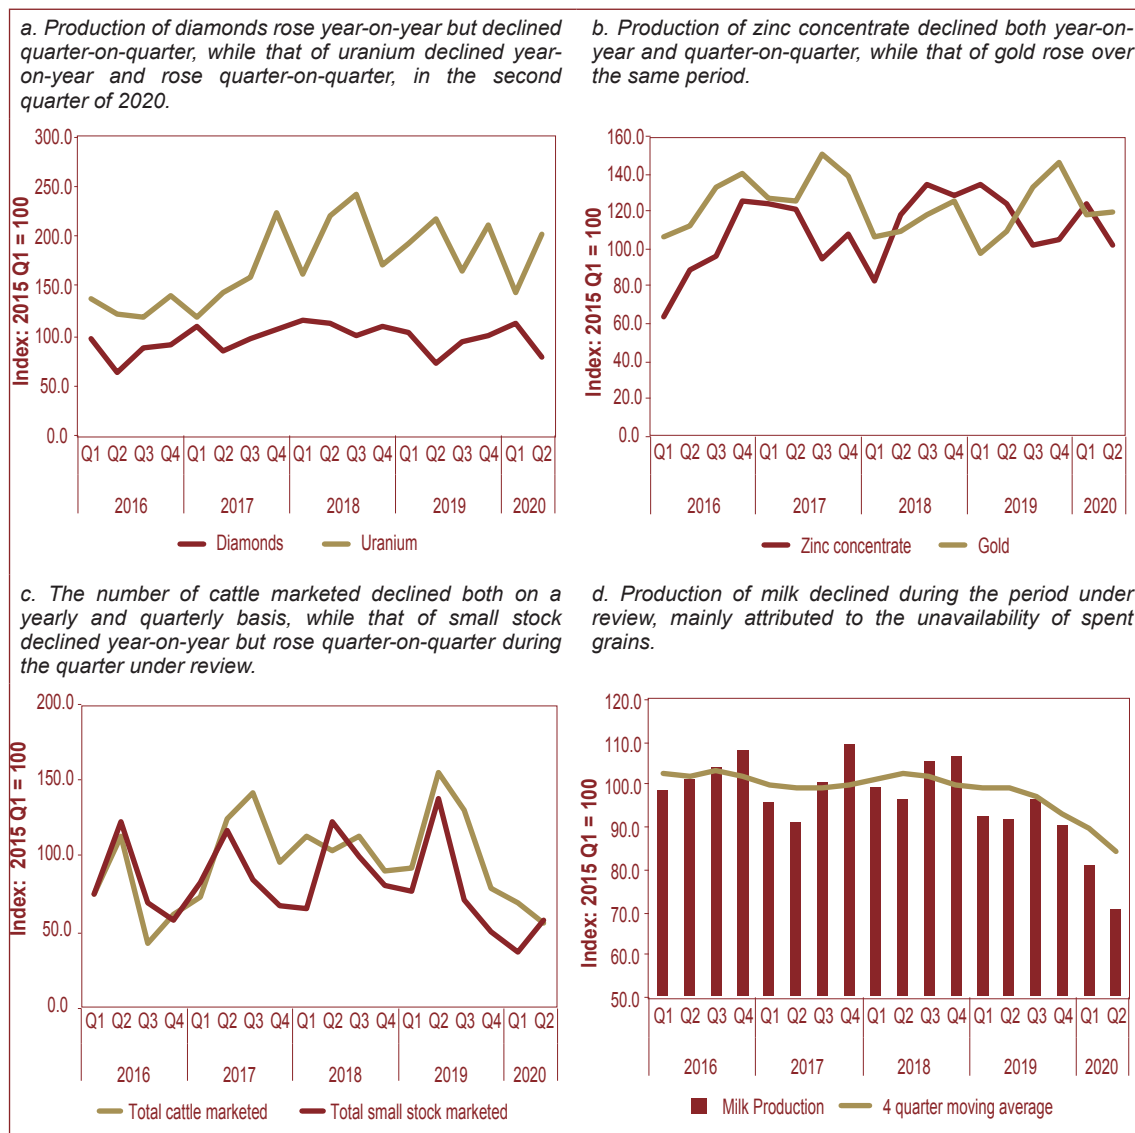 a. Production of diamonds rose year-on-year but declined
quarter-on-quarter, while that of uranium declined year-
on-year and rose quarter-on-quarter, in the second
quarter of 2020.
300.0
250.0
200.0
150.0
100.0
50.0
0.0
Index: 2015 Q1 = 100
Q1 Q2 Q3 Q4 Q1 Q2 Q3 Q4 Q1 Q2 Q3 Q4 Q1 Q2 Q3 Q4 Q1 Q2
2016 2017 2018 2019 2020
Diamonds Uranium
b. Production of zinc concentrate declined both year-on-
year and quarter-on-quarter, while that of gold rose over
the same period.
160.0
140.0
120.0
100.0
80.0
60.0
40.0
20.0
0.0
Index: 2015 Q1 = 100
Q1 Q2 Q3 Q4 Q1 Q2 Q3 Q4 Q1 Q2 Q3 Q4 Q1 Q2 Q3 Q4 Q1 Q2
2016 2017 2018 2019 2020
Zinc concentrate Gold
c. The number of cattle marketed declined both on a
yearly and quarterly basis, while that of small stock
declined year-on-year but rose quarter-on-quarter during
the quarter under review.
200.0
150.0
100.0
50.0
0.0
Index: 2015 Q1 = 100
Q1 Q2 Q3 Q4 Q1 Q2 Q3 Q4 Q1 Q2 Q3 Q4 Q1 Q2 Q3 Q4 Q1 Q2
2016 2017 2018 2019 2020
Total cattle marketed Total small stock marketed
d. Production of milk declined during the period under
review, mainly attributed to the unavailability of spent
grains.
120.0
110.0
100.0
90.0
80.0
70.0
60.0
50.0
Index: 2015 Q1 = 100
Q1 Q2 Q3 Q4 Q1 Q2 Q3 Q4 Q1 Q2 Q3 Q4 Q1 Q2 Q3 Q4 Q1 Q2
2016 2017 2018 2019 2020
Milk Production 4 quarter moving average